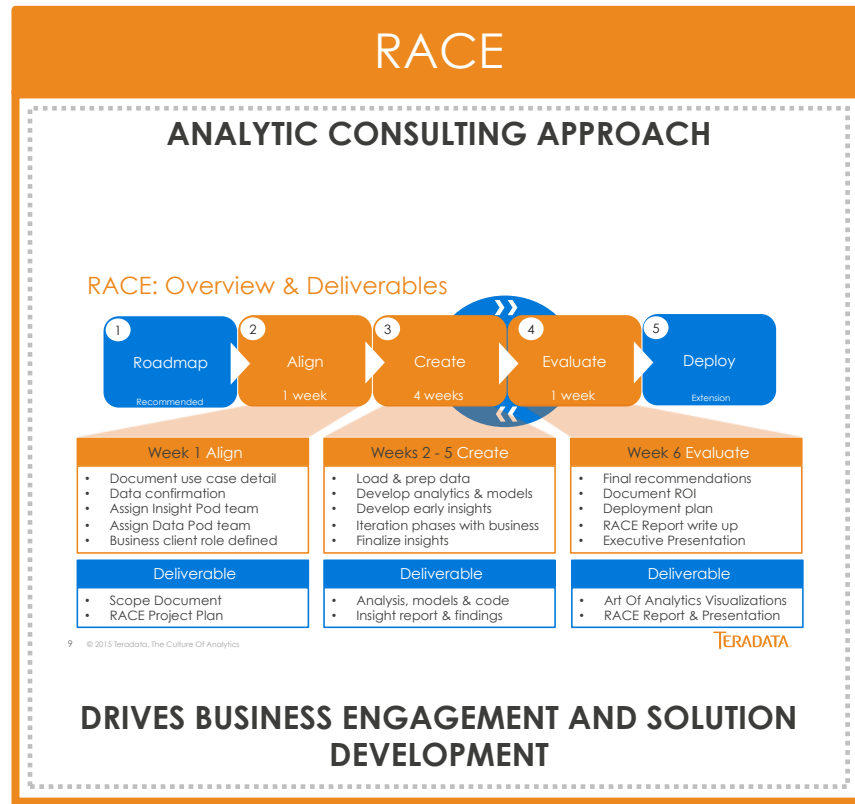 RACE
ANALYTIC CONSULTING APPROACH
RACE: Overview & Deliverables
1
Roadmap
Recommended
2
Align
1 week
3
Create
4 weeks
4
Evaluate
1 week
5
Deploy
Extension
Week 1 Align
• Document use case detail
• Data confirmation
• Assign Insight Pod team
• Assign Data Pod team
• Business client role defined
Deliverable
• Scope Document
• RACE Project Plan
Weeks 2 - 5 Create
• Load & prep data
• Develop analytics & models
• Develop early insights
• Iteration phases with business
• Finalize insights
Deliverable
• Analysis, models & code
• Insight report & findings
Week 6 Evaluate
• Final recommendations
• Document ROI
• Deployment plan
• RACE Report write up
• Executive Presentation
Deliverable
• Art Of Analytics Visualizations
• RACE Report & Presentation
9 © 2015 Teradata, The Culture Of Analytics
TERADATA
DRIVES BUSINESS ENGAGEMENT AND SOLUTION
DEVELOPMENT